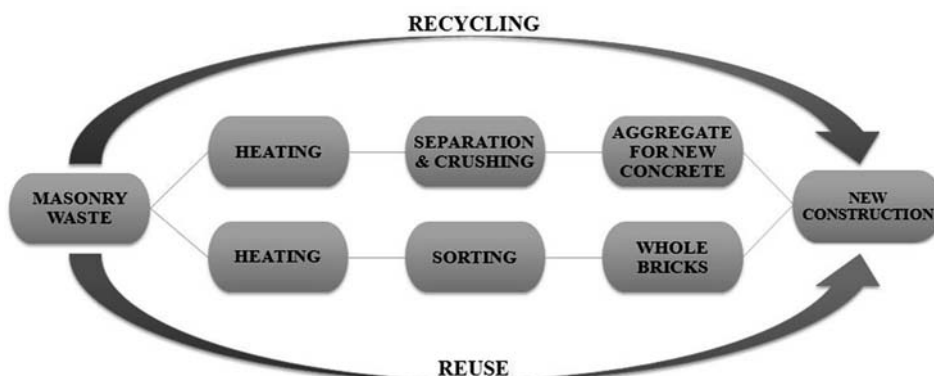 RECYCLING
HEATING
SEPARATION
& CRUSHING
AGGREGATE
FOR NEW
CONCRETE
MASONRY
WASTE
NEW
CONSTRUCTION
HEATING
SORTING
WHOLE
BRICKS
REUSE